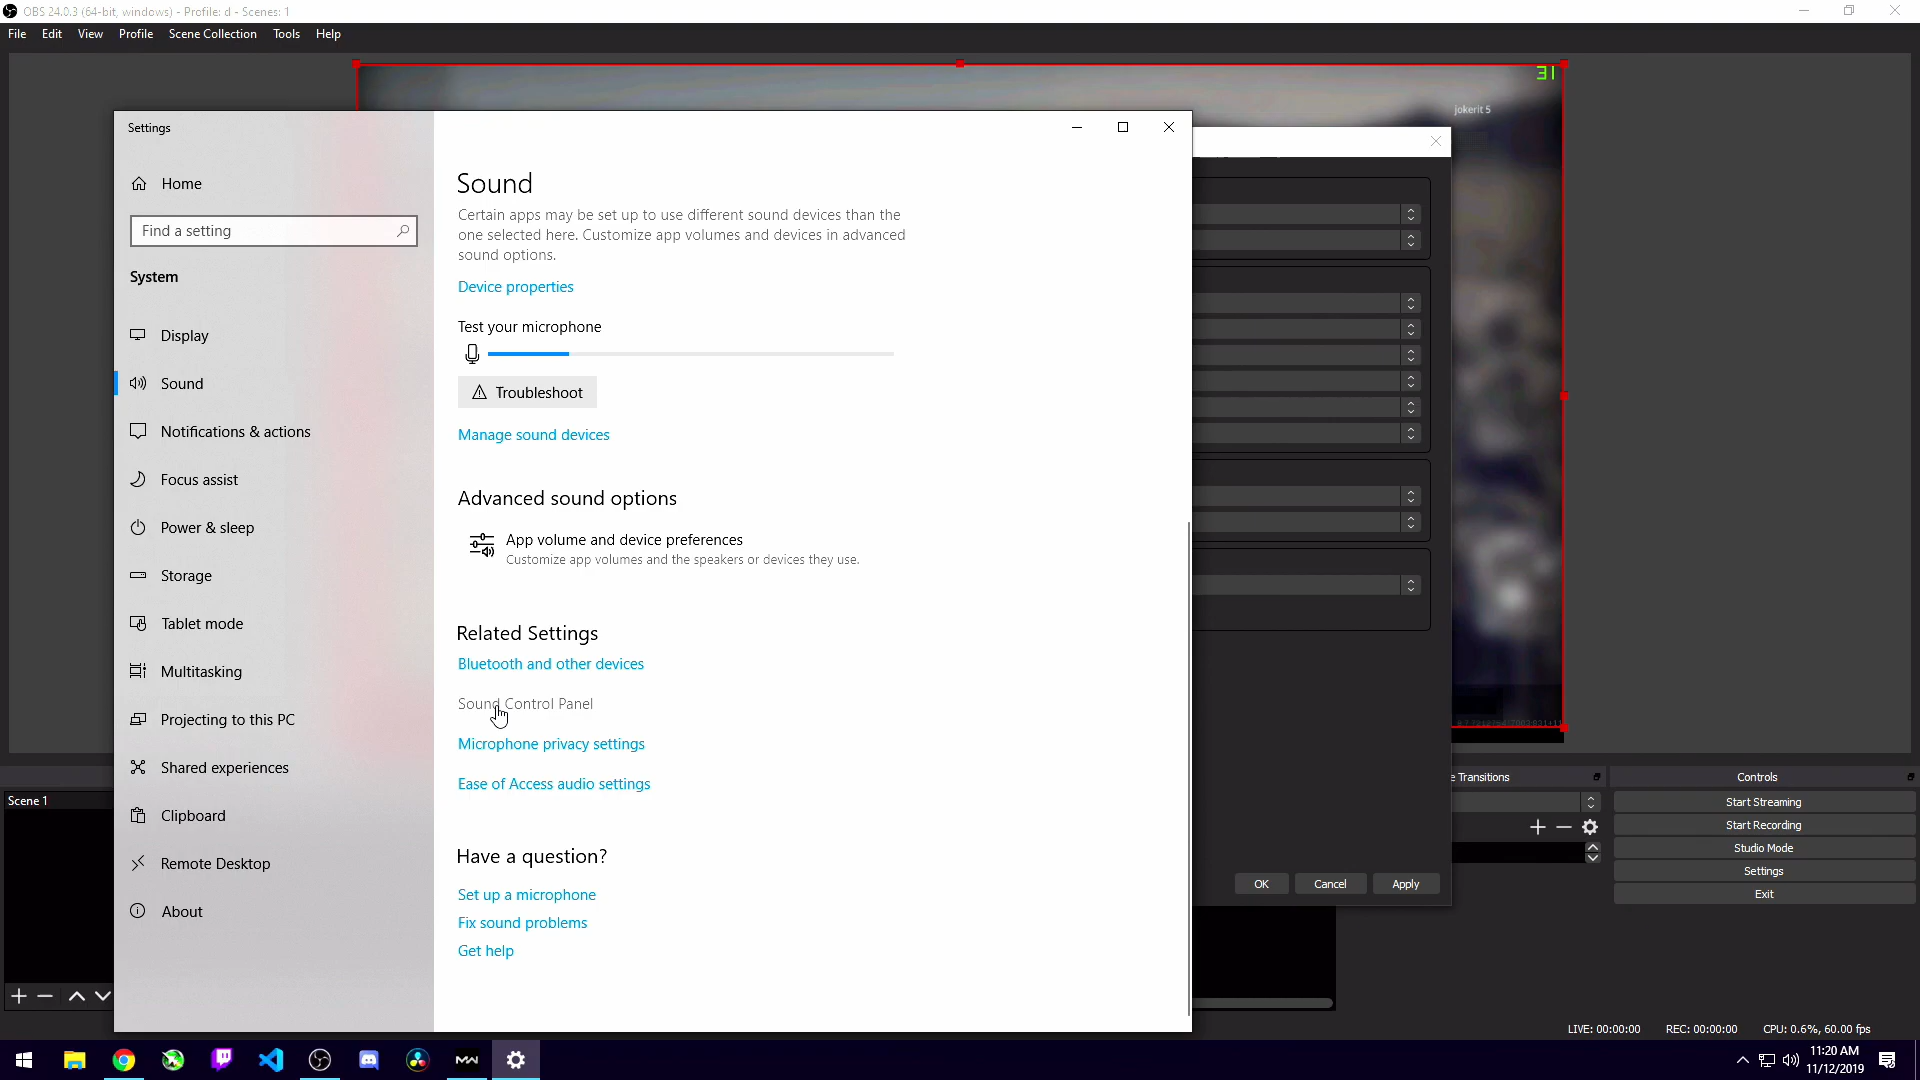 OBS 24.0.3 (64-bit, windows) - Profile: d - Scenes: 1
File Edit View Profile Scene Collection Tools Help
31
jokerit 5
Settings
Home
Find a setting
System
Display
Sound
Notifications & actions
Focus assist
Power & sleep
Storage
Tablet mode
Multitasking
Projecting to this PC
Shared experiences
Clipboard
Remote Desktop
About
Sound
Certain apps may be set up to use different sound devices than the
one selected here. Customize app volumes and devices in advanced
sound options.
Device properties
Test your microphone
Troubleshoot
Manage sound devices
Advanced sound options
App volume and device preferences
Customize app volumes and the speakers or devices they use.
Related Settings
Bluetooth and other devices
Sound Control Panel
Microphone privacy settings
Ease of Access audio settings
Have a question?
Set up a microphone
Fix sound problems
Get help
OK Cancel Apply
Scene 1
e Transitions
Controls
Start Streaming
Start Recording
Studio Mode
Settings
Exit
LIVE: 00:00:00 REC: 00:00:00 CPU: 0.6%, 60.00 fps
MW
11:20 AM
11/12/2019